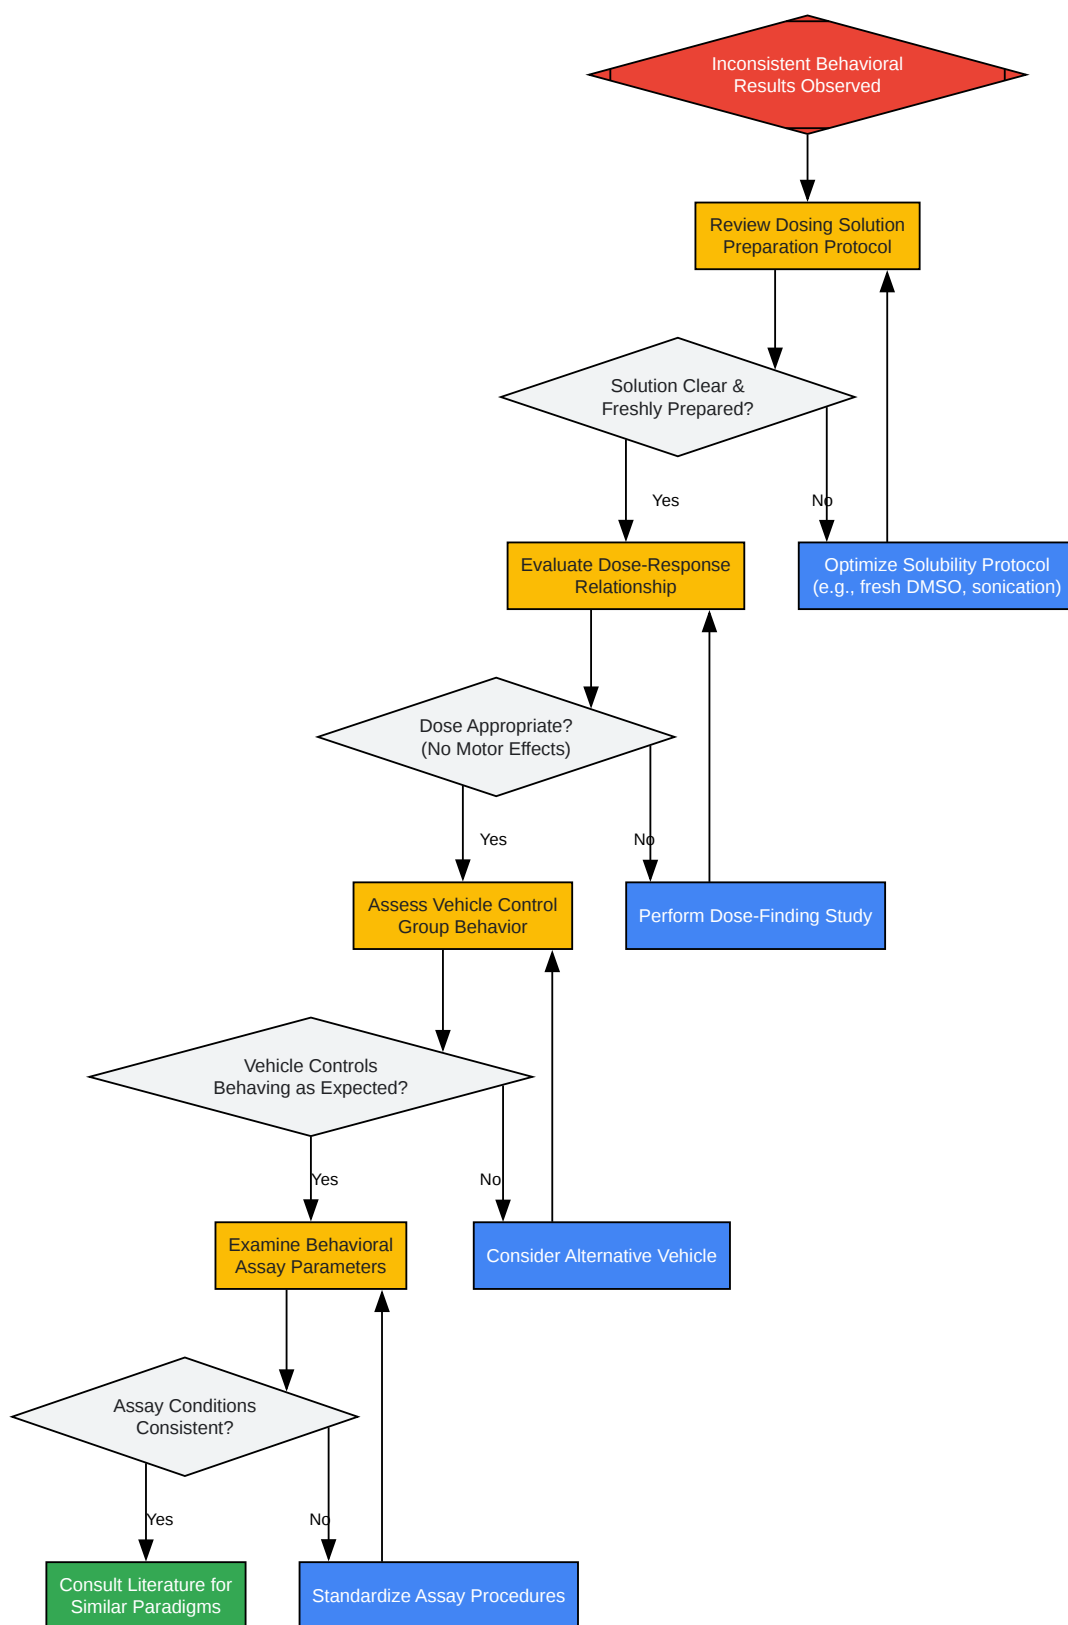 Inconsistent Behavioral
Results Observed
Review Dosing Solution
Preparation Protocol
Solution Clear &
Freshly Prepared?
Yes
No
Evaluate Dose-Response
Relationship
Optimize Solubility Protocol
(e.g., fresh DMSO, sonication)
Dose Appropriate?
(No Motor Effects)
Yes
No
Assess Vehicle Control
Group Behavior
Perform Dose-Finding Study
Vehicle Controls
Behaving as Expected?
Yes
No
Examine Behavioral
Assay Parameters
Consider Alternative Vehicle
Assay Conditions
Consistent?
Yes
No
Consult Literature for
Similar Paradigms
Standardize Assay Procedures